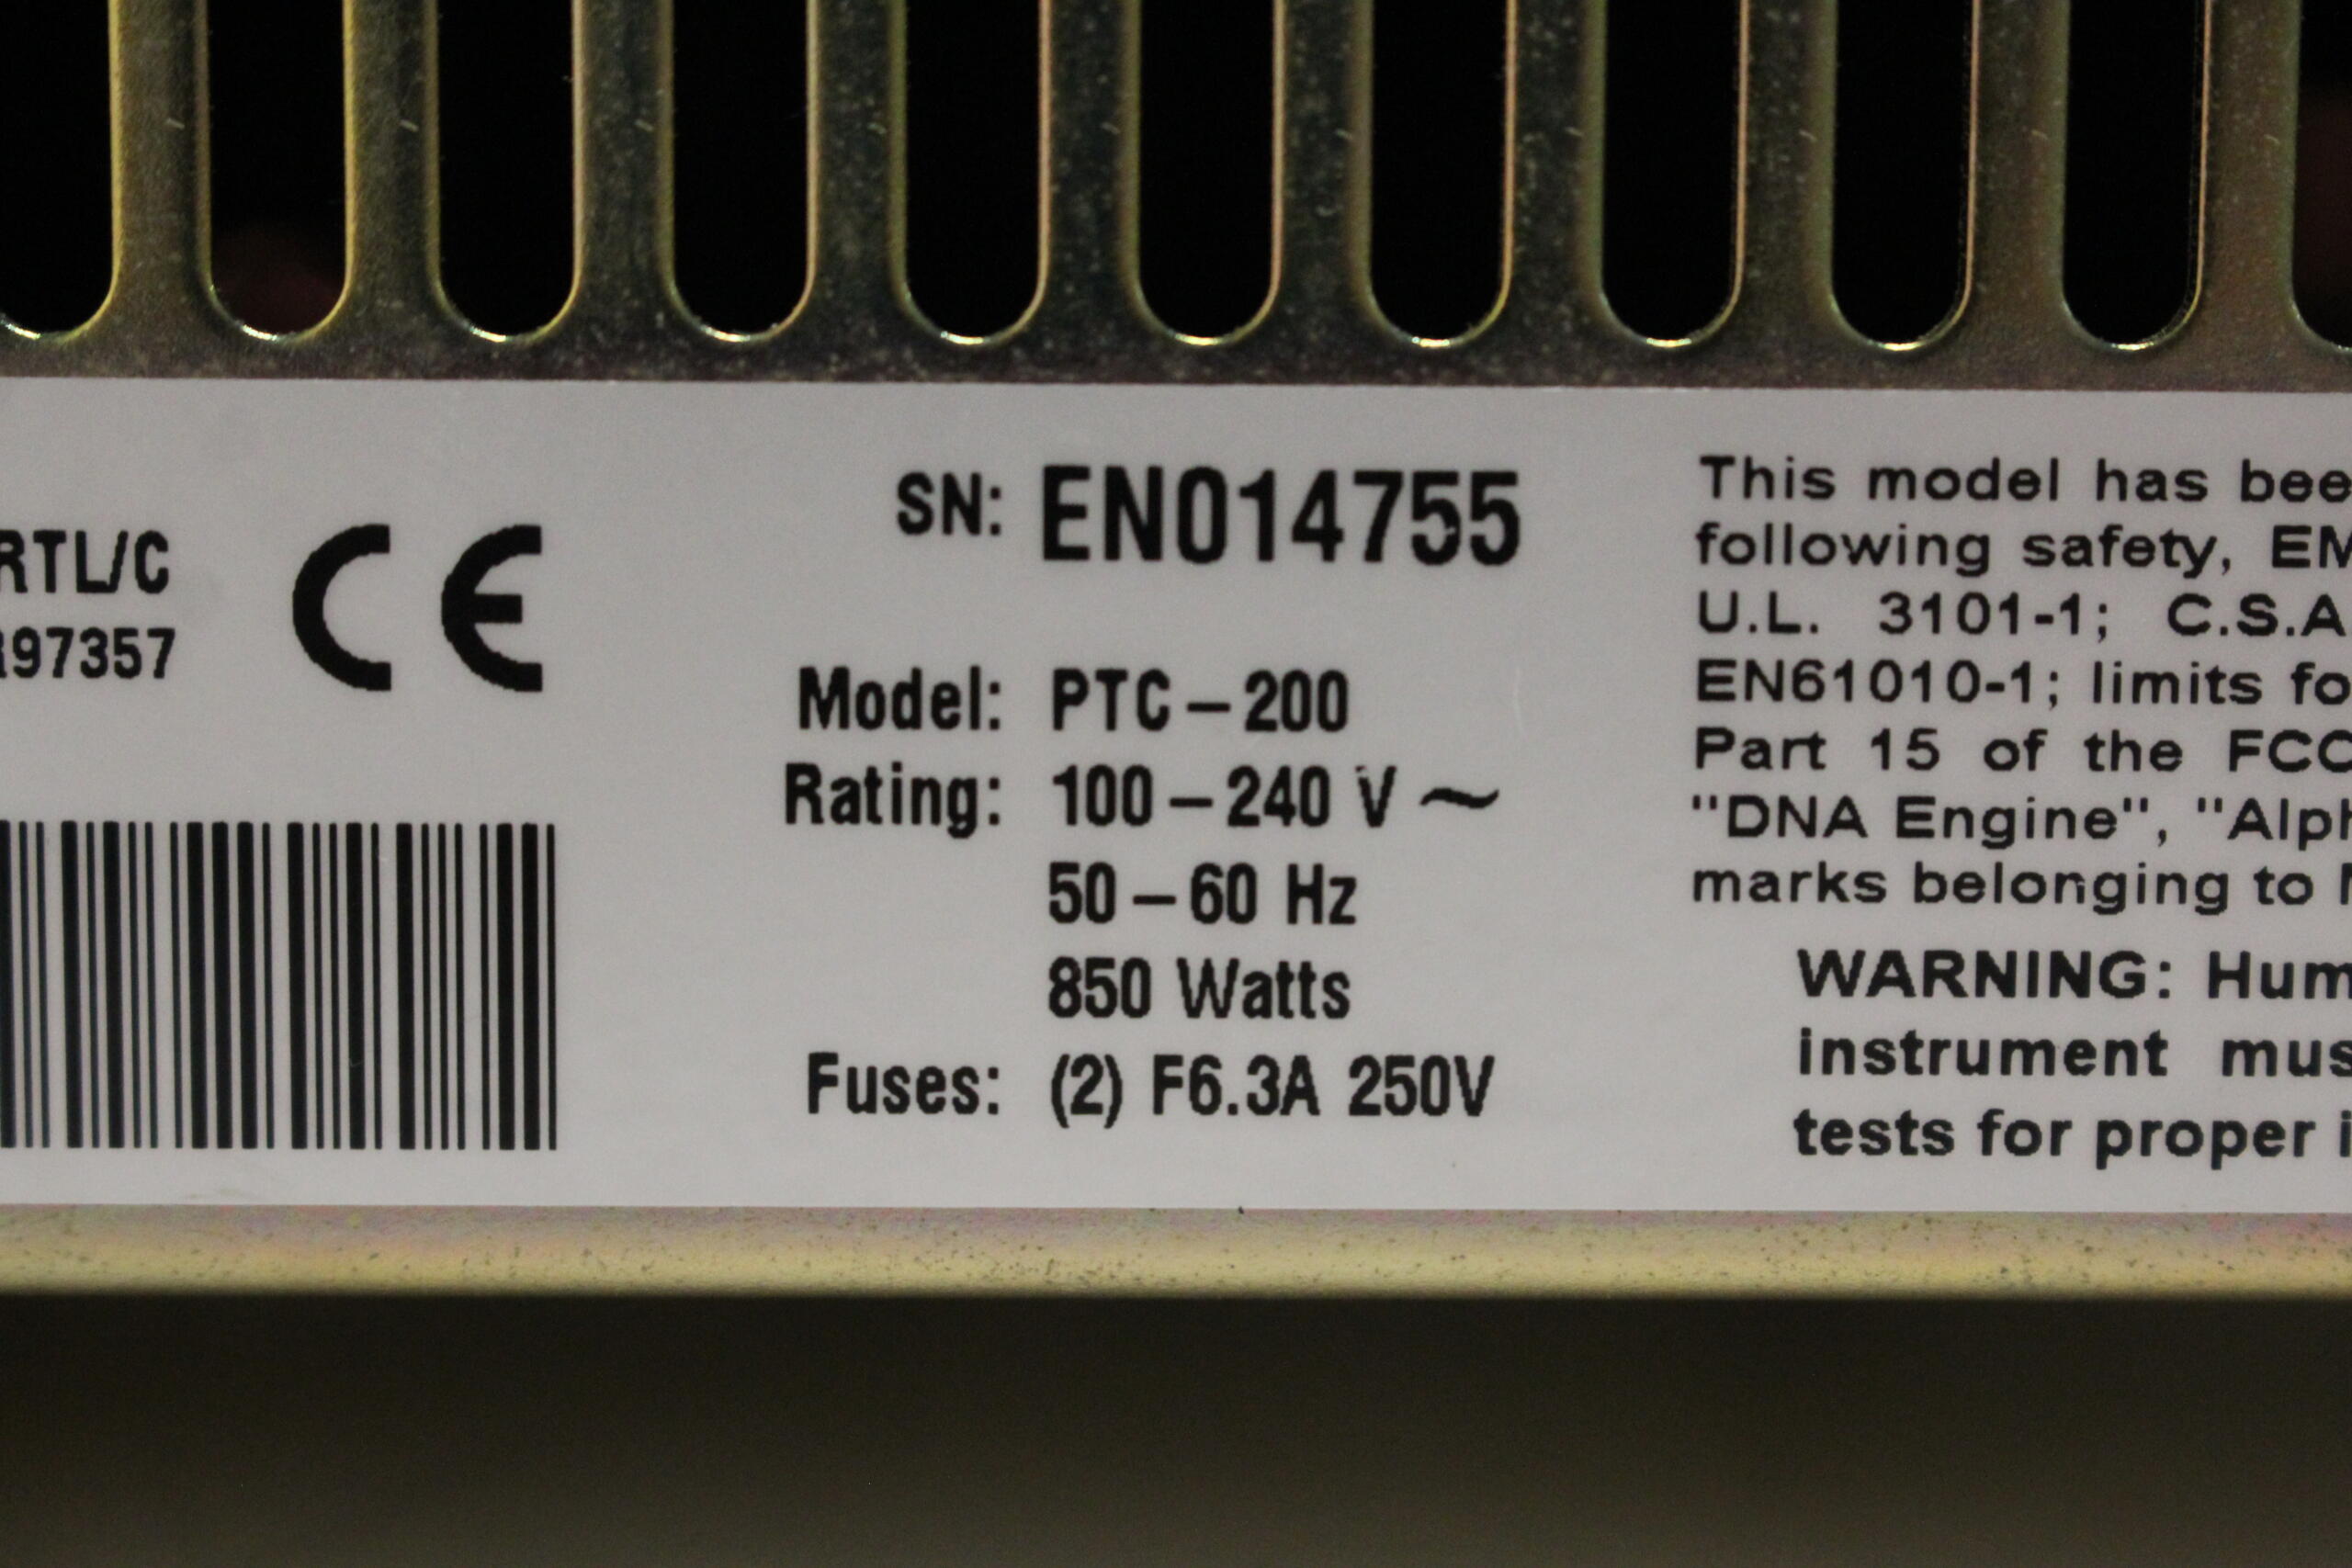 RTL/C
97357
CE
SN: EN014755
Model: PTC – 200
Rating: 100 – 240 V ~
50 – 60 Hz
850 Watts
Fuses: (2) F6.3A 250V
This model has bee
following safety, EM
U.L. 3101-1; C.S.A
EN61010-1; limits fo
Part 15 of the FCC
"DNA Engine", "Alph
marks belonging to
WARNING: Hum
instrument mus
tests for proper i